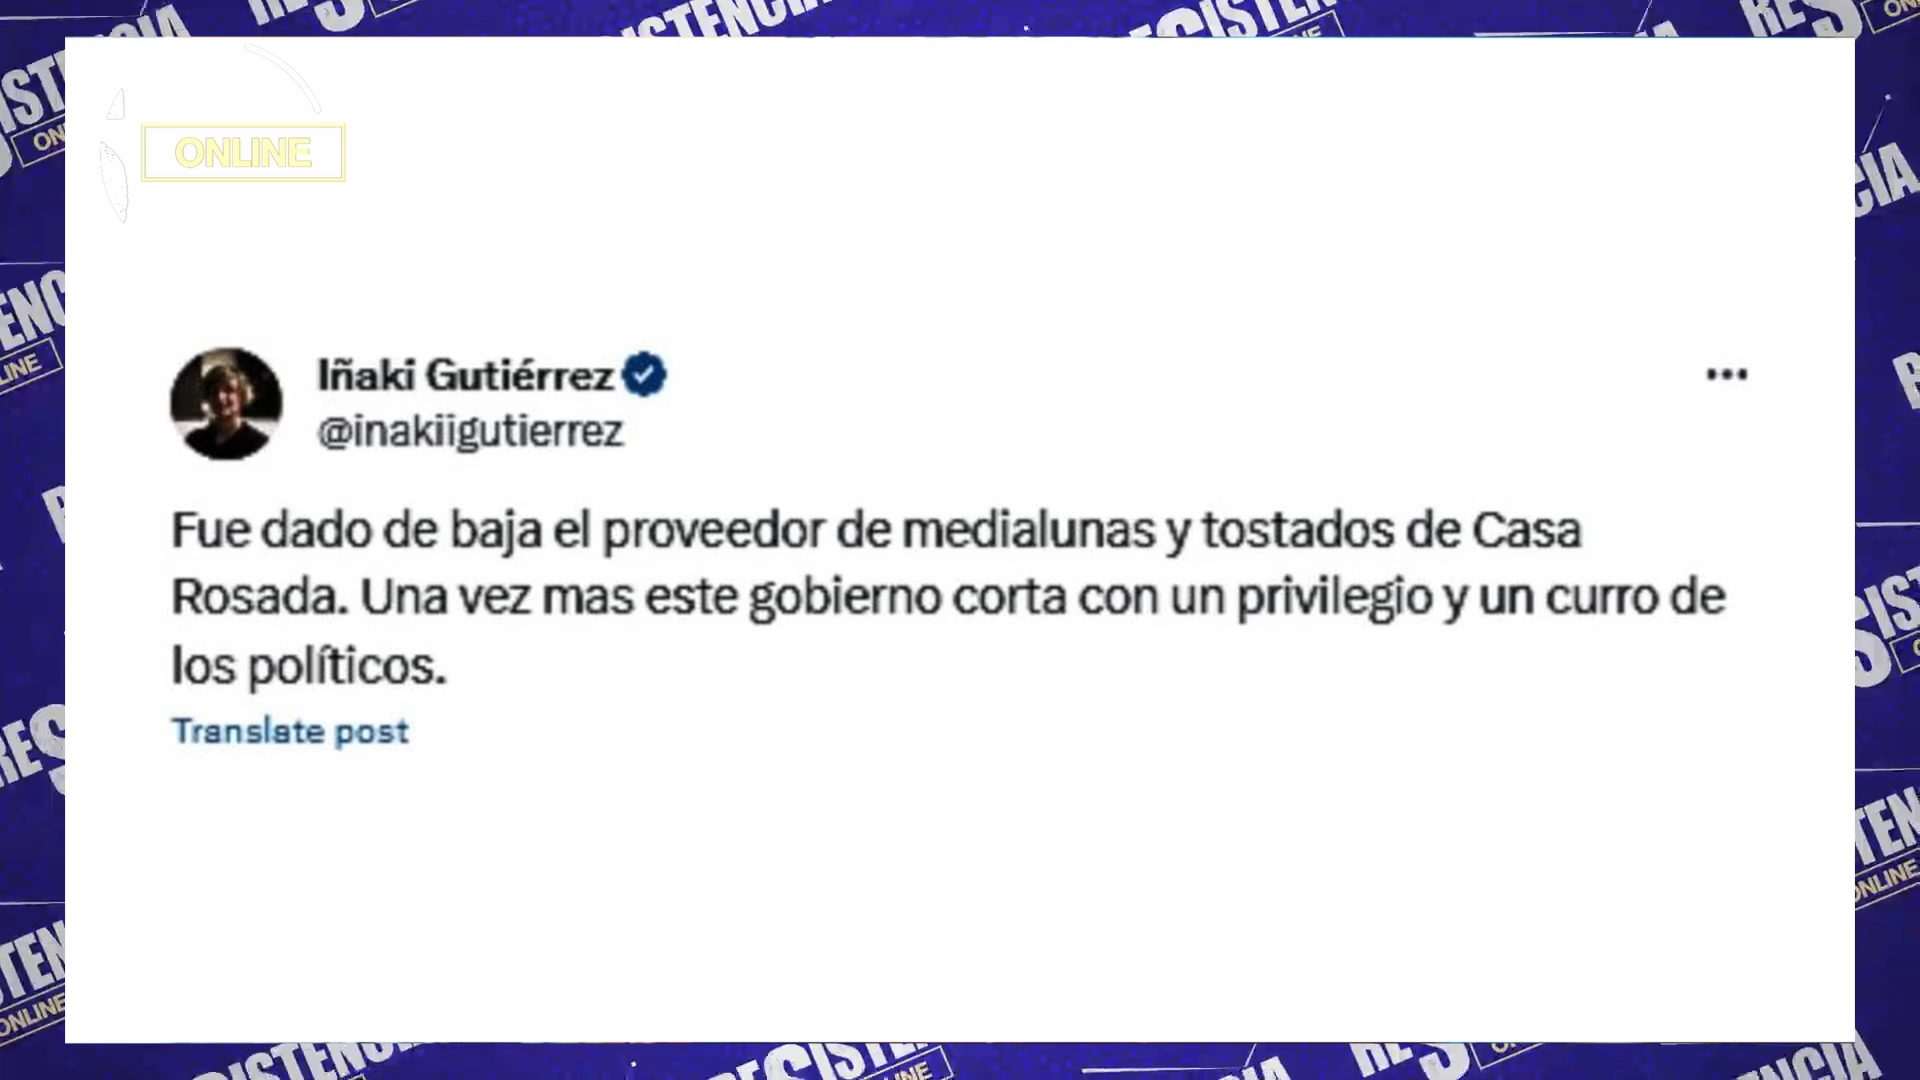 ONLINE
Iñaki Gutiérrez
@inakiigutierrez
Fue dado de baja el proveedor de medialunas y tostados de Casa
Rosada. Una vez mas este gobierno corta con un privilegio y un curro de
los políticos.
Translate post